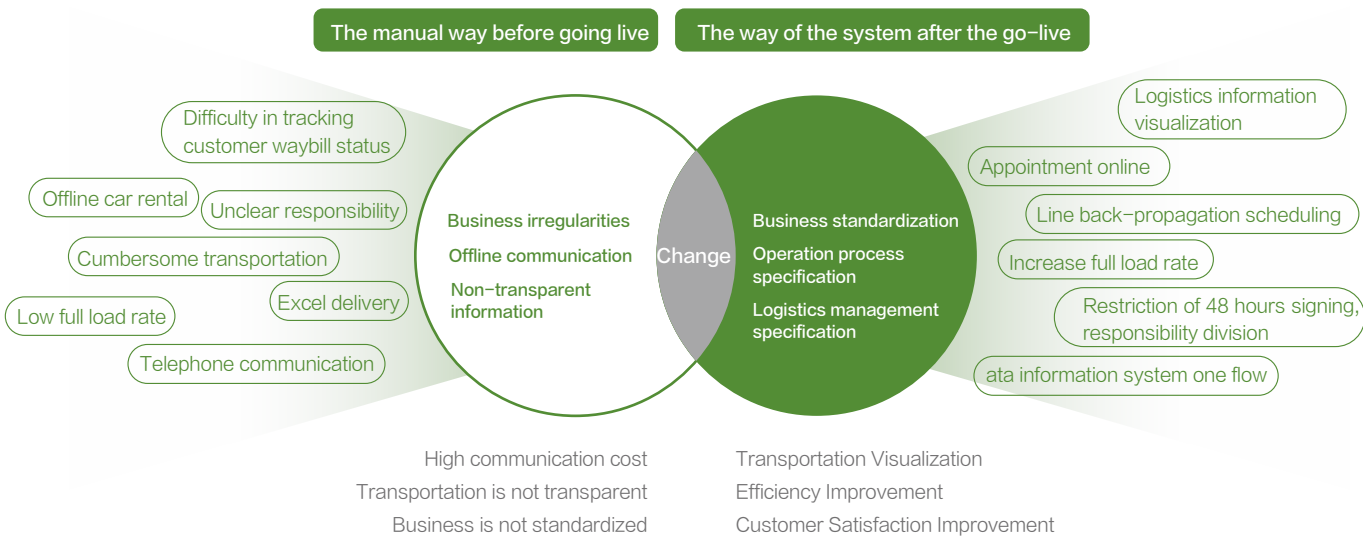 The manual way before going live
The way of the system after the go-live
Difficulty in tracking
customer waybill status
Offline car rental
Unclear responsibility
Cumbersome transportation
Excel delivery
Low full load rate
Telephone communication
Business irregularities
Offline communication
Non-transparent
information
Change
Business standardization
Operation process
specification
Logistics management
specification
Logistics information
visualization
Appointment online
Line back-propagation scheduling
Increase full load rate
Restriction of 48 hours signing,
responsibility division
ata information system one flow
High communication cost
Transportation is not transparent
Business is not standardized
Transportation Visualization
Efficiency Improvement
Customer Satisfaction Improvement